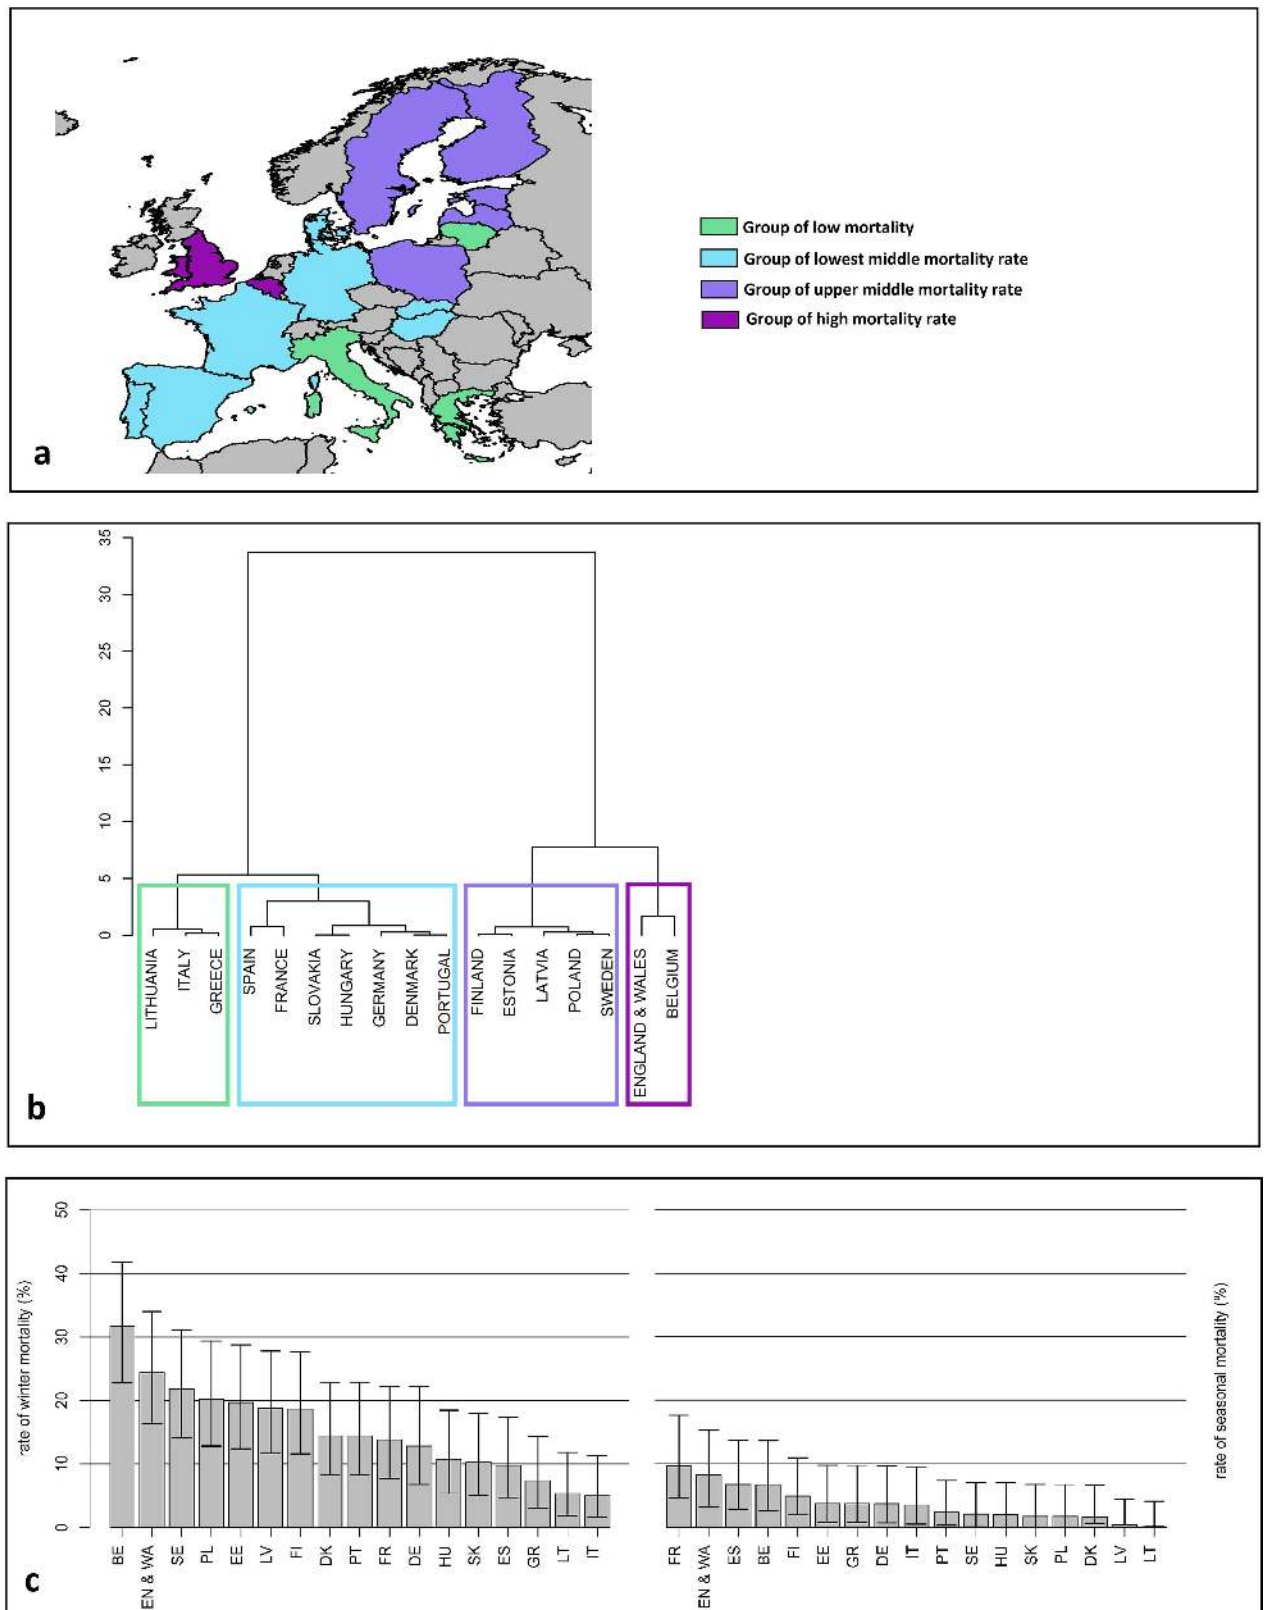 Group of low mortality
Group of lowest middle mortality rate
Group of upper middle mortality rate
Group of high mortality rate
a
35
30
25
20
15
10
5
0
LITHUANIA
ITALY
GREECE
SPAIN
FRANCE
SLOVAKIA
HUNGARY
GERMANY
DENMARK
PORTUGAL
FINLAND
ESTONIA
LATVIA
POLAND
SWEDEN
ENGLAND & WALES
BELGIUM
b
rate of winter mortality (%)
50
40
30
20
10
0
BE
EN & WA
SE
PL
EE
LV
FI
DK
PT
FR
DE
HU
SK
ES
GR
LT
IT
FR
EN & WA
ES
BE
FI
EE
GR
DE
IT
PT
SE
HU
SK
PL
DK
LV
LT
rate of seasonal mortality (%)
c